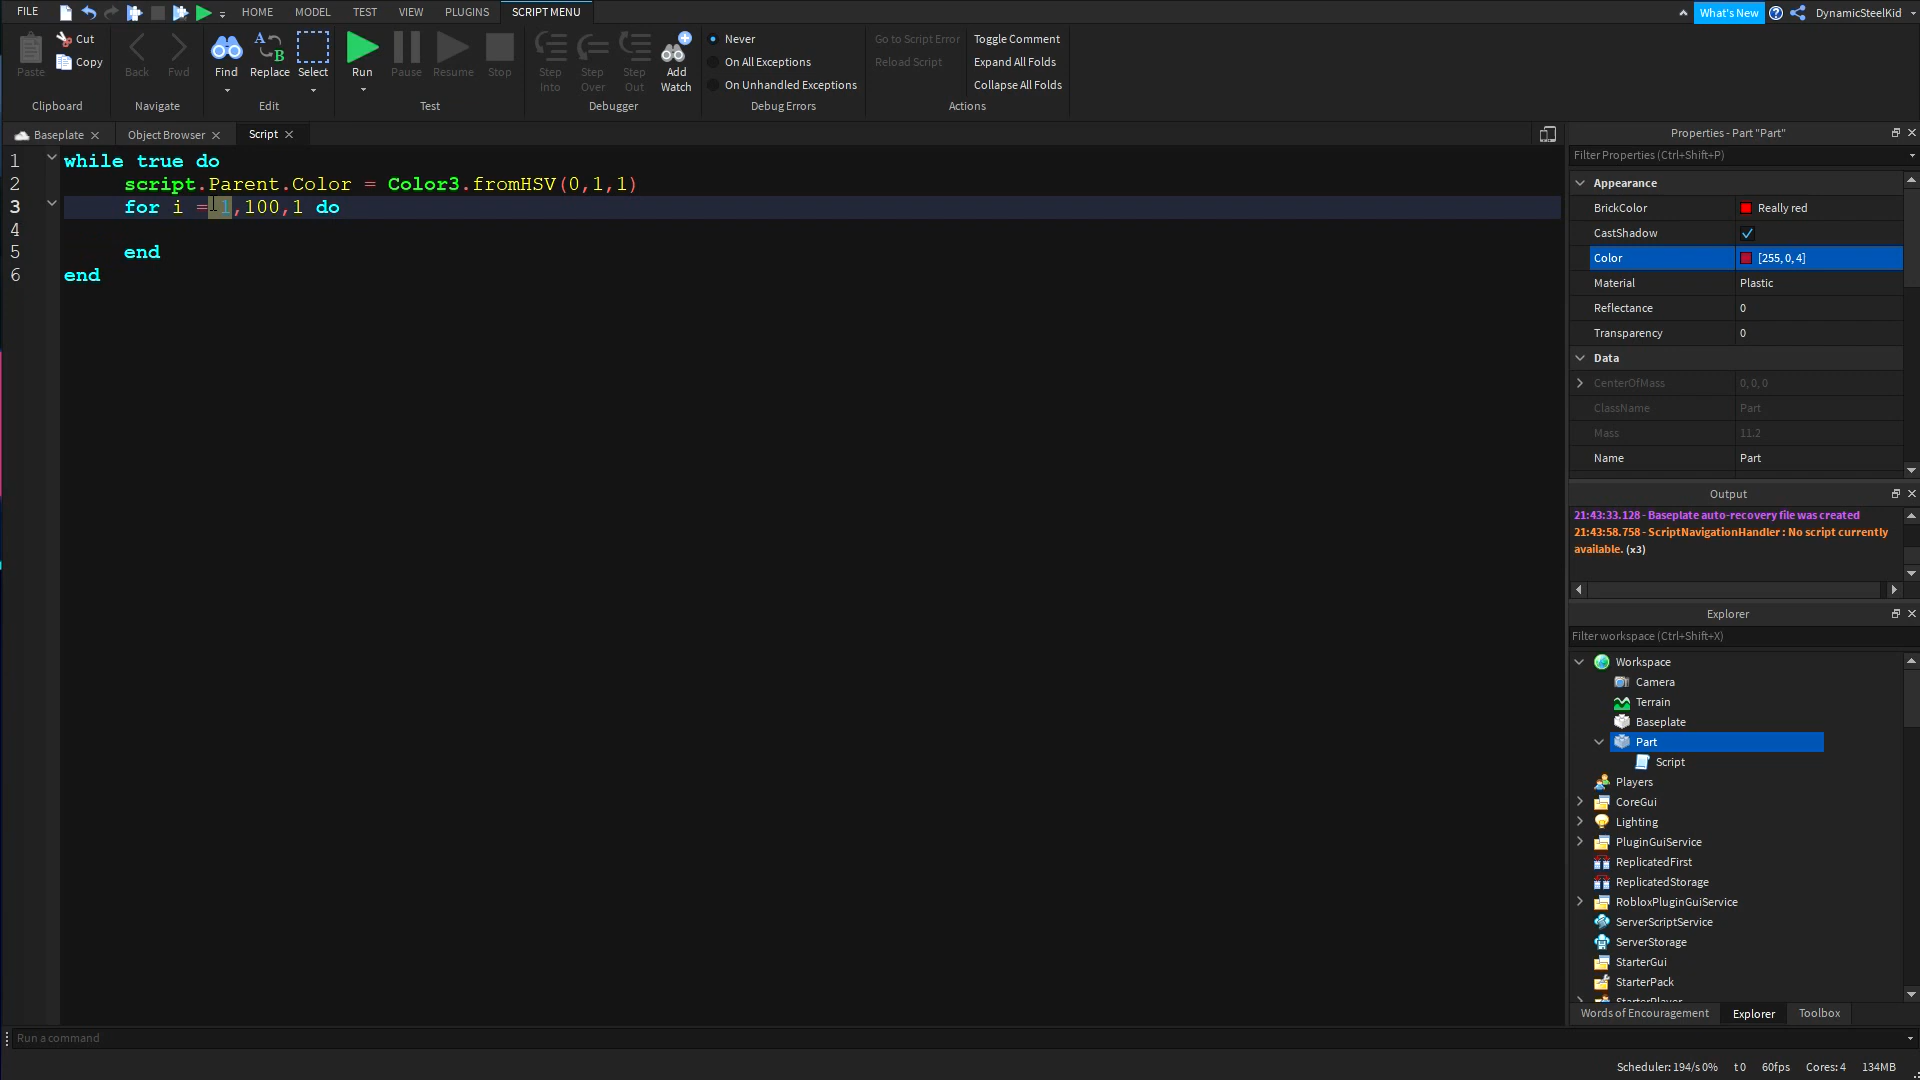 FILE HOME MODEL TEST VIEW PLUGINS SCRIPT MENU What's New DynamicSteelKid
Paste Cut Copy
Clipboard
Back Fwd
Navigate
Find Replace Select
Edit
Run Pause Resume Stop
Test
Step Into Step Over Step Out Add Watch
Debugger
Never
On All Exceptions
On Unhandled Exceptions
Debug Errors
Go to Script Error Toggle Comment
Reload Script Expand All Folds
Collapse All Folds
Actions
Baseplate Object Browser Script
1 while true do
2 script.Parent.Color = Color3.fromHSV(0,1,1)
3 for i = 1,100,1 do
4
5 end
6 end
Properties - Part "Part"
Filter Properties (Ctrl+Shift+P)
Appearance
BrickColor Really red
CastShadow
Color [255, 0, 4]
Material Plastic
Reflectance 0
Transparency 0
Data
CenterOfMass 0, 0, 0
ClassName Part
Mass 11.2
Name Part
Output
21:43:33.128 - Baseplate auto-recovery file was created
21:43:58.758 - ScriptNavigationHandler : No script currently
available. (x3)
Explorer
Filter workspace (Ctrl+Shift+X)
Workspace
Camera
Terrain
Baseplate
Part
Script
Players
CoreGui
Lighting
PluginGuiService
ReplicatedFirst
ReplicatedStorage
RobloxPluginGuiService
ServerScriptService
ServerStorage
StarterGui
StarterPack
StarterPlayer
Words of Encouragement Explorer Toolbox
Run a command
Scheduler: 194/s 0% t 0 60fps Cores: 4 134MB